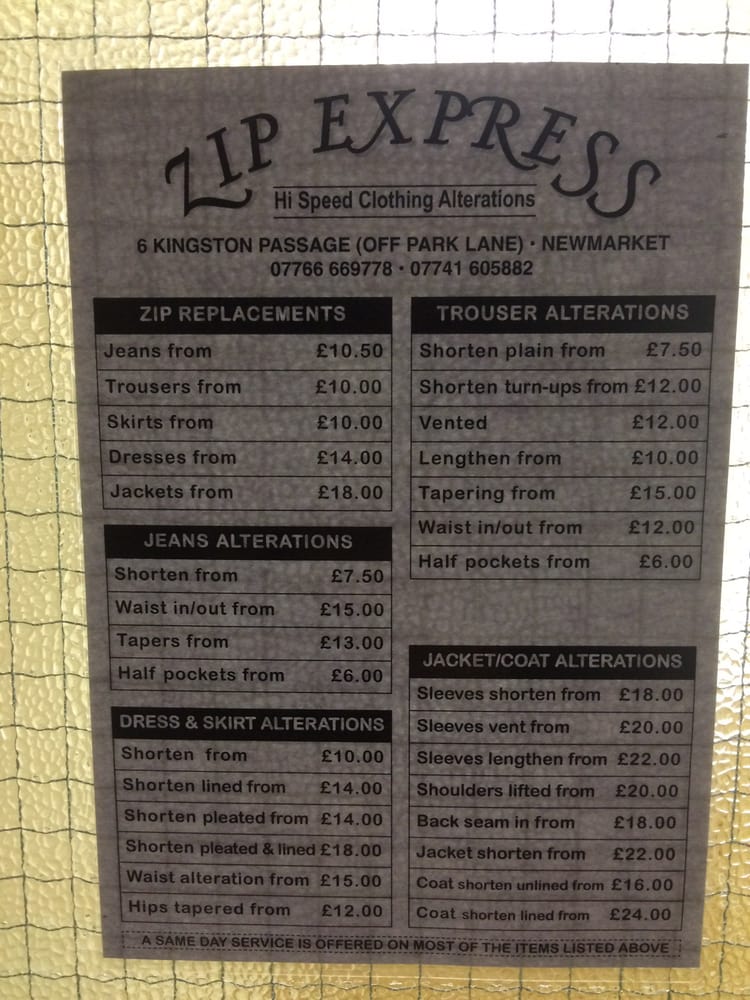 ZIP EXPRESS
Hi Speed Clothing Alterations
6 KINGSTON PASSAGE (OFF PARK LANE) · NEWMARKET
07766 669778 · 07741 605882
ZIP REPLACEMENTS
Jeans from £10.50
Trousers from £10.00
Skirts from £10.00
Dresses from £14.00
Jackets from £18.00
JEANS ALTERATIONS
Shorten from £7.50
Waist in/out from £15.00
Tapers from £13.00
Half pockets from £6.00
DRESS & SKIRT ALTERATIONS
Shorten from £10.00
Shorten lined from £14.00
Shorten pleated from £14.00
Shorten pleated & lined £18.00
Waist alteration from £15.00
Hips tapered from £12.00
TROUSER ALTERATIONS
Shorten plain from £7.50
Shorten turn-ups from £12.00
Vented £12.00
Lengthen from £10.00
Tapering from £15.00
Waist in/out from £12.00
Half pockets from £6.00
JACKET/COAT ALTERATIONS
Sleeves shorten from £18.00
Sleeves vent from £20.00
Sleeves lengthen from £22.00
Shoulders lifted from £20.00
Back seam in from £18.00
Jacket shorten from £22.00
Coat shorten unlined from £16.00
Coat shorten lined from £24.00
A SAME DAY SERVICE IS OFFERED ON MOST OF THE ITEMS LISTED ABOVE